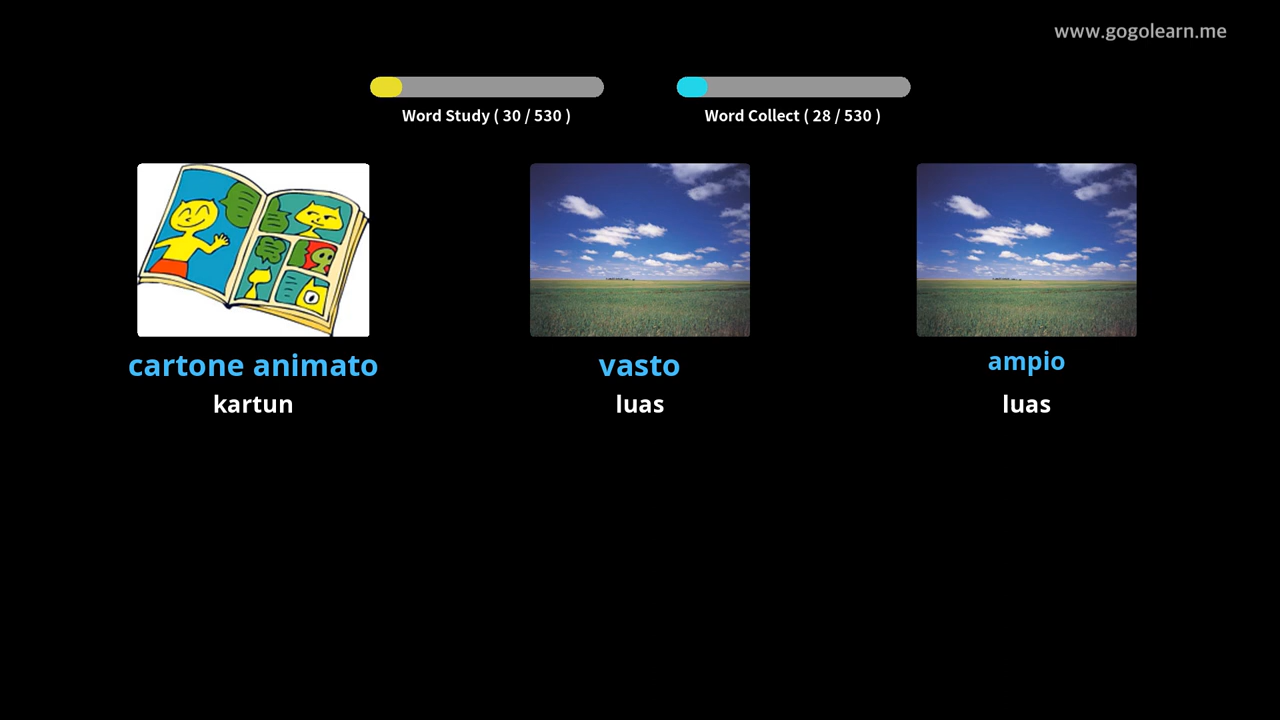 www.gogolearn.me
Word Study ( 30 / 530 )
Word Collect ( 28 / 530 )
cartone animato
kartun
vasto
luas
ampio
luas